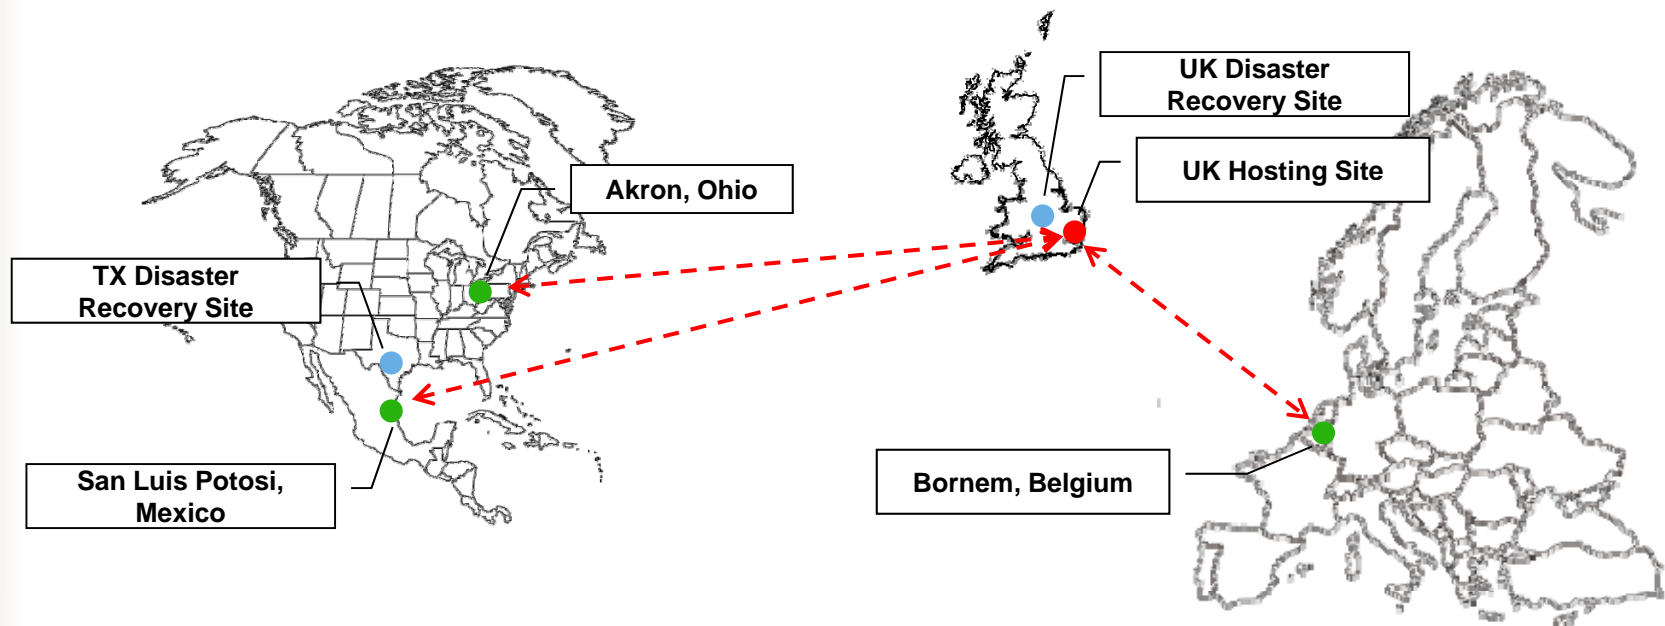 UK Disaster
Recovery Site
UK Hosting Site
Akron, Ohio
TX Disaster
Recovery Site
San Luis Potosi,
Mexico
Bornem, Belgium